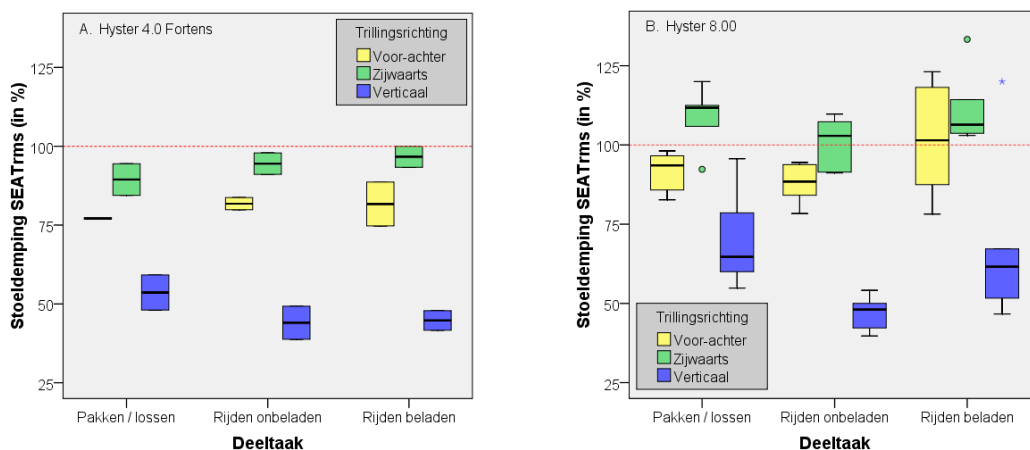 A. Hyster 4.0 Fortens
Trillingsrichting
Voor-achter
Zijwaarts
Verticaal
Stoeldemping SEATrms (in %)
125
100
75
50
25
Pakken / lossen
Rijden onbeladen
Rijden beladen
Deeltaak
B. Hyster 8.00
Stoeldemping SEATrms (in %)
125
100
75
50
25
Trillingsrichting
Voor-achter
Zijwaarts
Verticaal
Pakken / lossen
Rijden onbeladen
Rijden beladen
Deeltaak